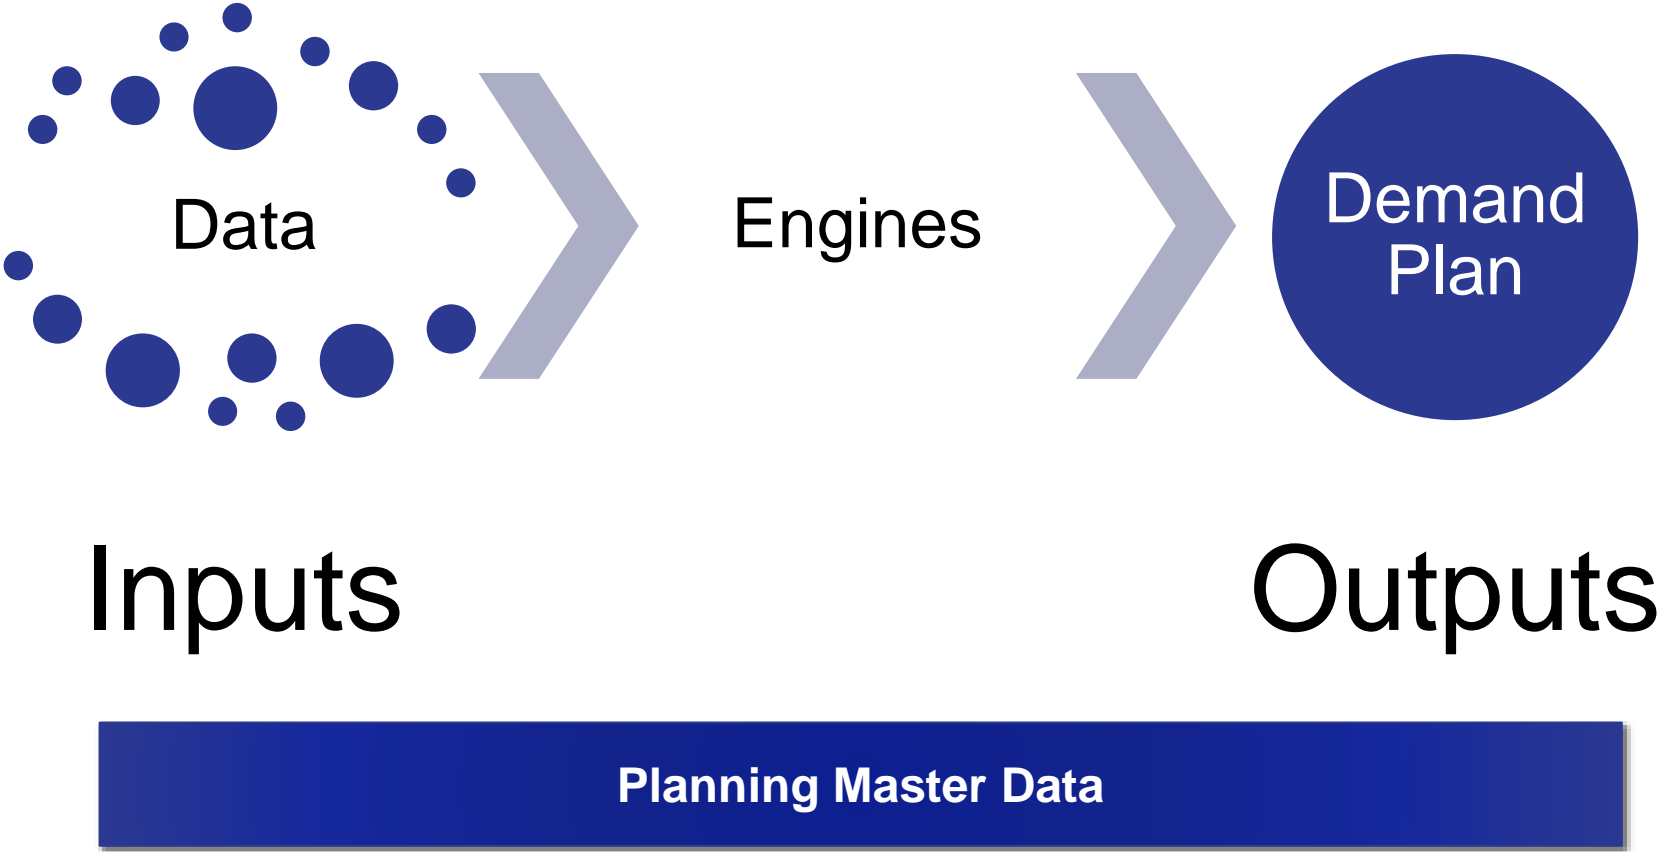 Data
Engines
Demand
Plan
Inputs
Outputs
Planning Master Data